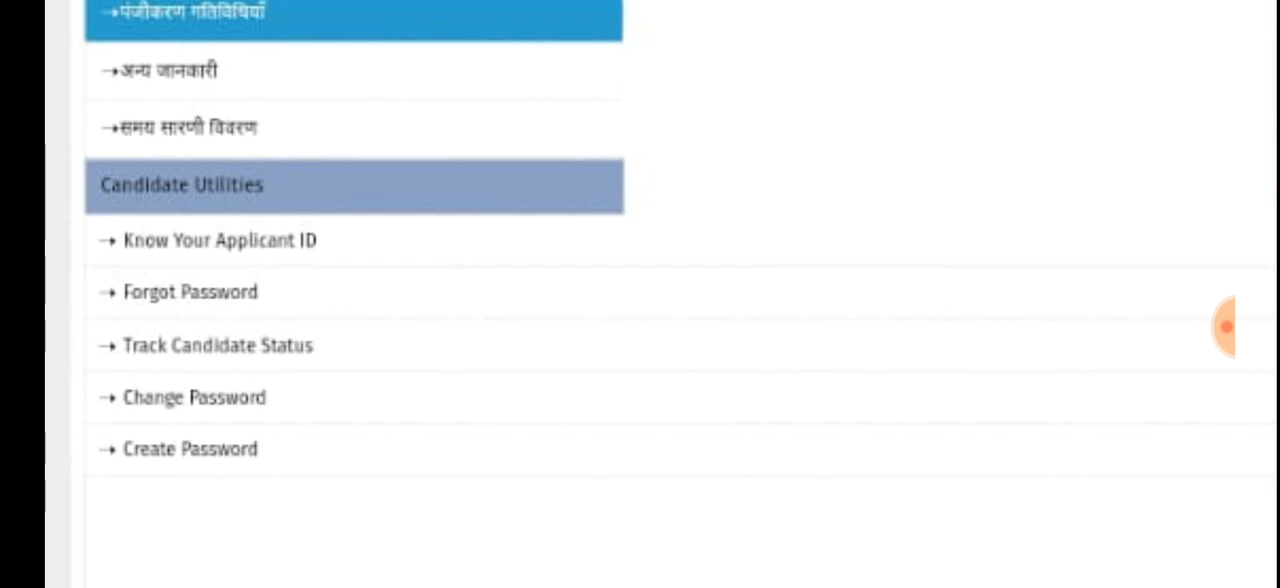 →पंजीकरण गतिविधियाँ
→अन्य जानकारी
→समय सारणी विवरण
Candidate Utilities
→ Know Your Applicant ID
→ Forgot Password
→ Track Candidate Status
→ Change Password
→ Create Password